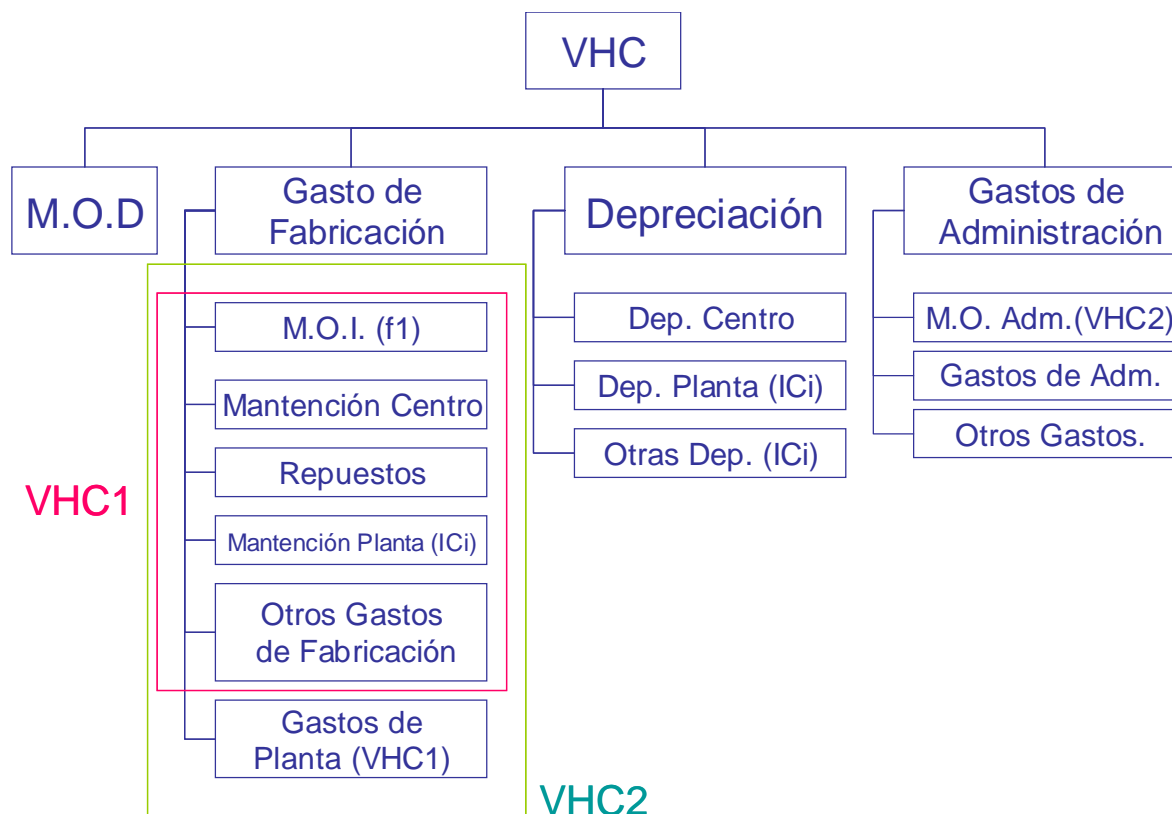 VHC
M.O.D
Gasto de
Fabricación
Depreciación
Gastos de
Administración
M.O.I. (f1)
Mantención Centro
Repuestos
Mantención Planta (ICi)
Otros Gastos
de Fabricación
Gastos de
Planta (VHC1)
Dep. Centro
Dep. Planta (ICi)
Otras Dep. (ICi)
M.O. Adm.(VHC2)
Gastos de Adm.
Otros Gastos.
VHC1
VHC2